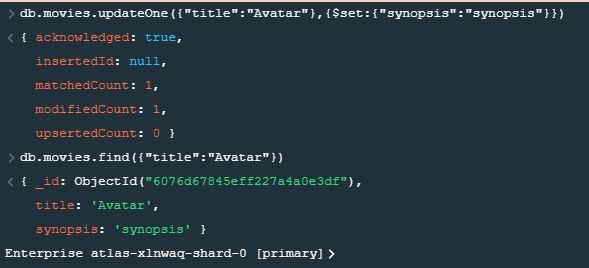 > db.movies.updateOne({"title":"Avatar"},{$set:{"synopsis":"synopsis"}})
< { acknowledged: true,
insertedId: null,
matchedCount: 1,
modifiedCount: 1,
upsertedCount: 0 }
> db.movies.find({"title":"Avatar"})
< { _id: ObjectId("6076d67845eff227a4a0e3df"),
title: 'Avatar',
synopsis: 'synopsis' }
Enterprise atlas-xlnwaq-shard-0 [primary]>